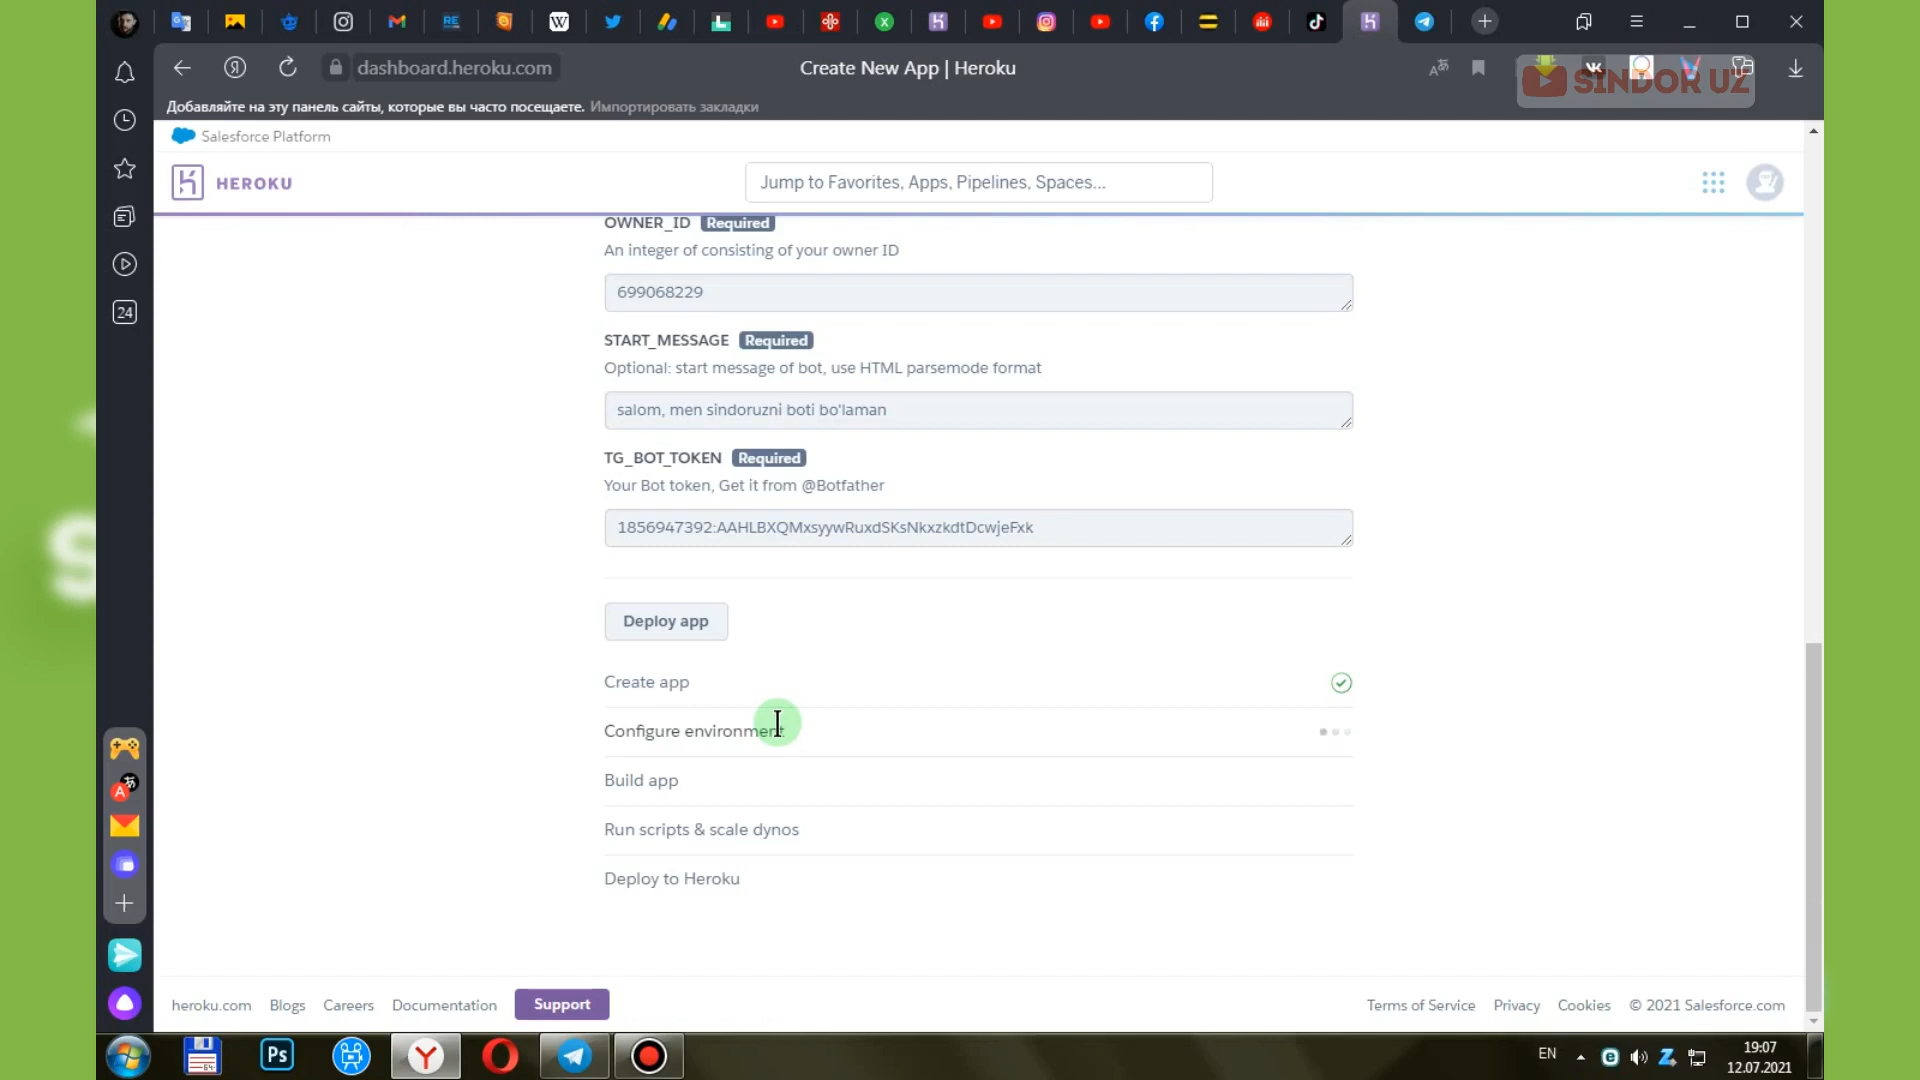 dashboard.heroku.com
Create New App | Heroku
SINDOR UZ
Добавляйте на эту панель сайты, которые вы часто посещаете. Импортировать закладки
Salesforce Platform
HEROKU
Jump to Favorites, Apps, Pipelines, Spaces...
OWNER_ID Required
An integer of consisting of your owner ID
699068229
START_MESSAGE Required
Optional: start message of bot, use HTML parsemode format
salom, men sindoruzni boti bo'laman
TG_BOT_TOKEN Required
Your Bot token, Get it from @Botfather
1856947392:AAHLBXQMxsyywRuxdSKsNkxzkdtDcwjeFxk
Deploy app
Create app
Configure environment
Build app
Run scripts & scale dynos
Deploy to Heroku
heroku.com Blogs Careers Documentation Support
Terms of Service Privacy Cookies © 2021 Salesforce.com
24
Ps
EN
19:07
12.07.2021